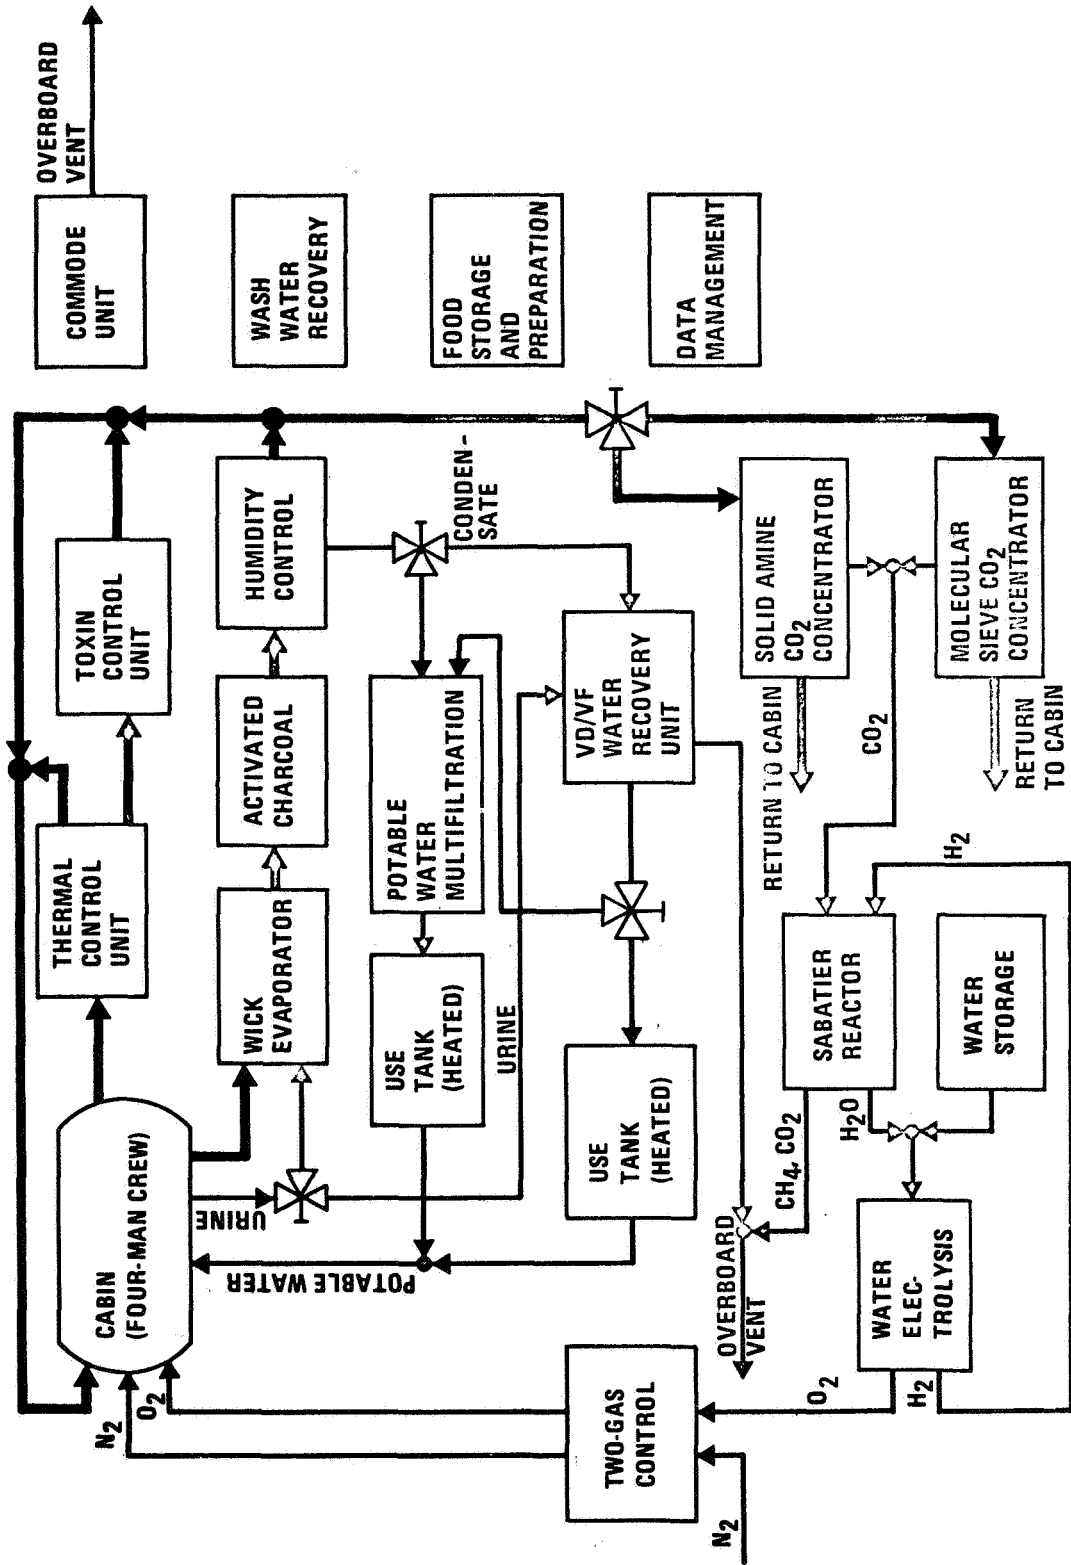 OVERBOARD
VENT
COMMODE
UNIT
WASH
WATER
RECOVERY
FOOD
STORAGE
AND
PREPARATION
DATA
MANAGEMENT
THERMAL
CONTROL
UNIT
TOXIN
CONTROL
UNIT
CABIN
(FOUR-MAN CREW)
N2
O2
URINE
POTABLE WATER
WICK
EVAPORATOR
ACTIVATED
CHARCOAL
HUMIDITY
CONTROL
CONDEN-
SATE
USE
TANK
(HEATED)
POTABLE
WATER
MULTIFILTRATION
URINE
USE
TANK
(HEATED)
VD/VF
WATER
RECOVERY
UNIT
TWO-GAS
CONTROL
N2
OVERBOARD
VENT
CH4, CO2
H2O
RETURN TO CABIN
SOLID AMINE
CO2
CONCENTRATOR
CO2
SABATIER
REACTOR
H2
WATER
STORAGE
RETURN
TO CABIN
MOLECULAR
SIEVE CO2
CONCENTRATOR
WATER
ELEC-
TROLYSIS
O2
H2